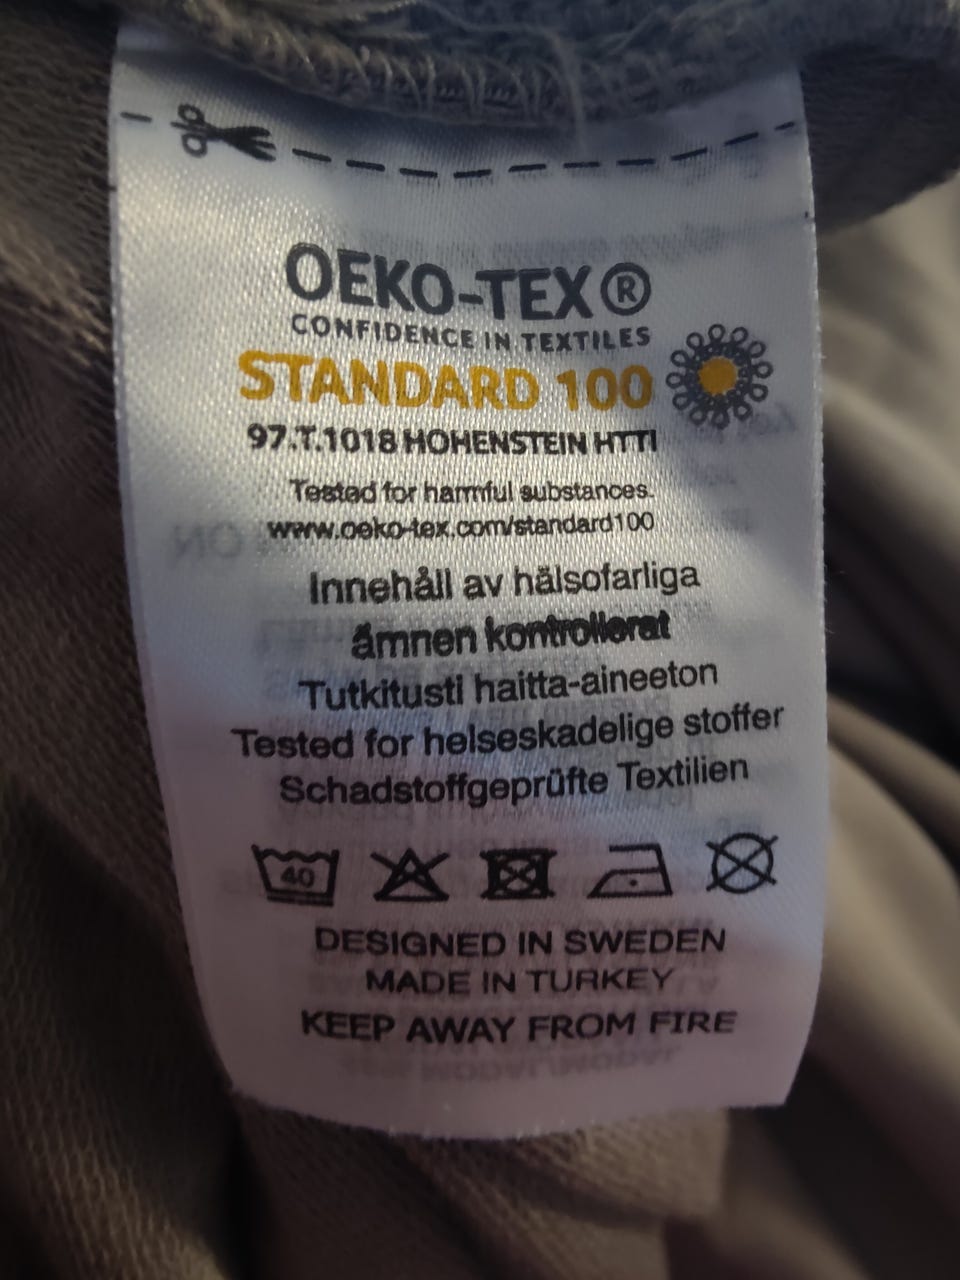 OEKO-TEX®
CONFIDENCE IN TEXTILES
STANDARD 100
97.T.1018 HOHENSTEIN HTTI
Tested for harmful substances.
www.oeko-tex.com/standard100
Innehåll av hälsofarliga
ämnen kontrollerat
Tutkitusti haitta-aineeton
Tested for helseskadelige stoffer
Schadstoffgeprüfte Textilien
40
DESIGNED IN SWEDEN
MADE IN TURKEY
KEEP AWAY FROM FIRE